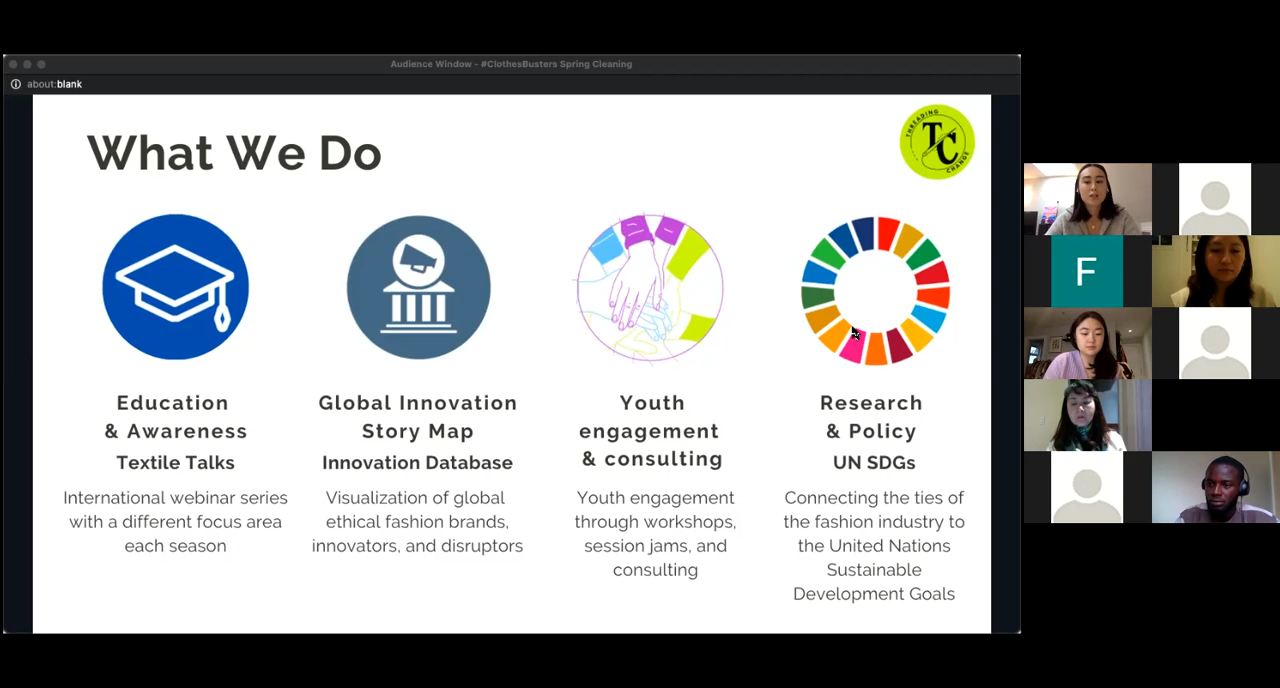 Audience Window - #ClothesBusters Spring Cleaning
about:blank
What We Do
THREADING
TC
CHANGE
Education
& Awareness
Textile Talks
International webinar series
with a different focus area
each season
Global Innovation
Story Map
Innovation Database
Visualization of global
ethical fashion brands,
innovators, and disruptors
Youth
engagement
& consulting
Youth engagement
through workshops,
session jams, and
consulting
Research
& Policy
UN SDGs
Connecting the ties of
the fashion industry to
the United Nations
Sustainable
Development Goals
F